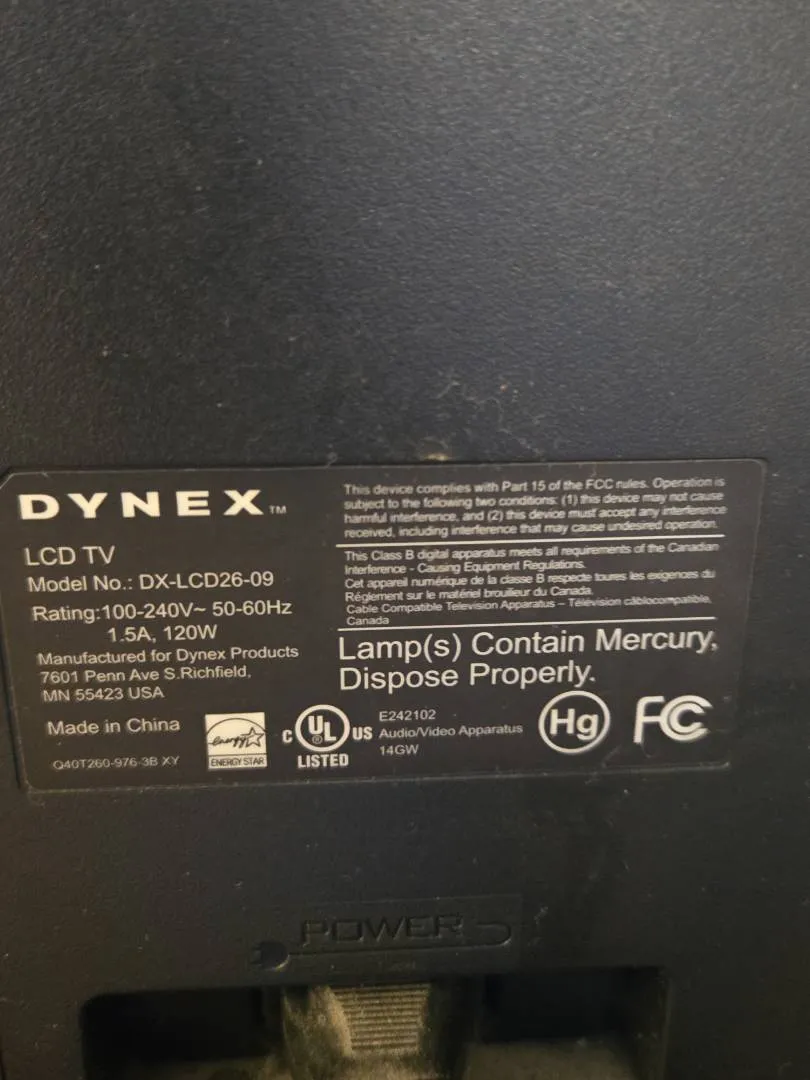 DYNEX™
LCD TV
Model No.: DX-LCD26-09
Rating:100-240V~ 50-60Hz
1.5A, 120W
Manufactured for Dynex Products
7601 Penn Ave S.Richfield,
MN 55423 USA
Made in China
Q40T260-976-3B XY
energy
ENERGY STAR
This device complies with Part 15 of the FCC rules. Operation is
subject to the following two conditions: (1) this device may not cause
harmful interference, and (2) this device must accept any interference
received, including interference that may cause undesired operation.
This Class B digital apparatus meets all requirements of the Canadian
Interference - Causing Equipment Regulations.
Cet appareil numérique de la classe B respecte toures les exigences du
Réglement sur le matériel brouilleur du Canada.
Cable Compatible Television Apparatus – Télévision câblocompatible,
Canada
Lamp(s) Contain Mercury,
Dispose Properly.
C UL ® US
LISTED
E242102
Audio/Video Apparatus
14GW
Hg
FC
POWER